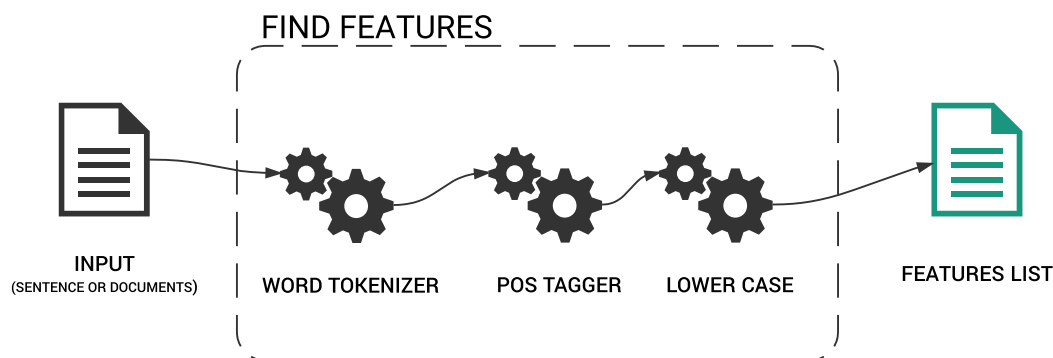 FIND FEATURES
INPUT
(SENTENCE OR DOCUMENTS)
WORD TOKENIZER
POS TAGGER
LOWER CASE
FEATURES LIST